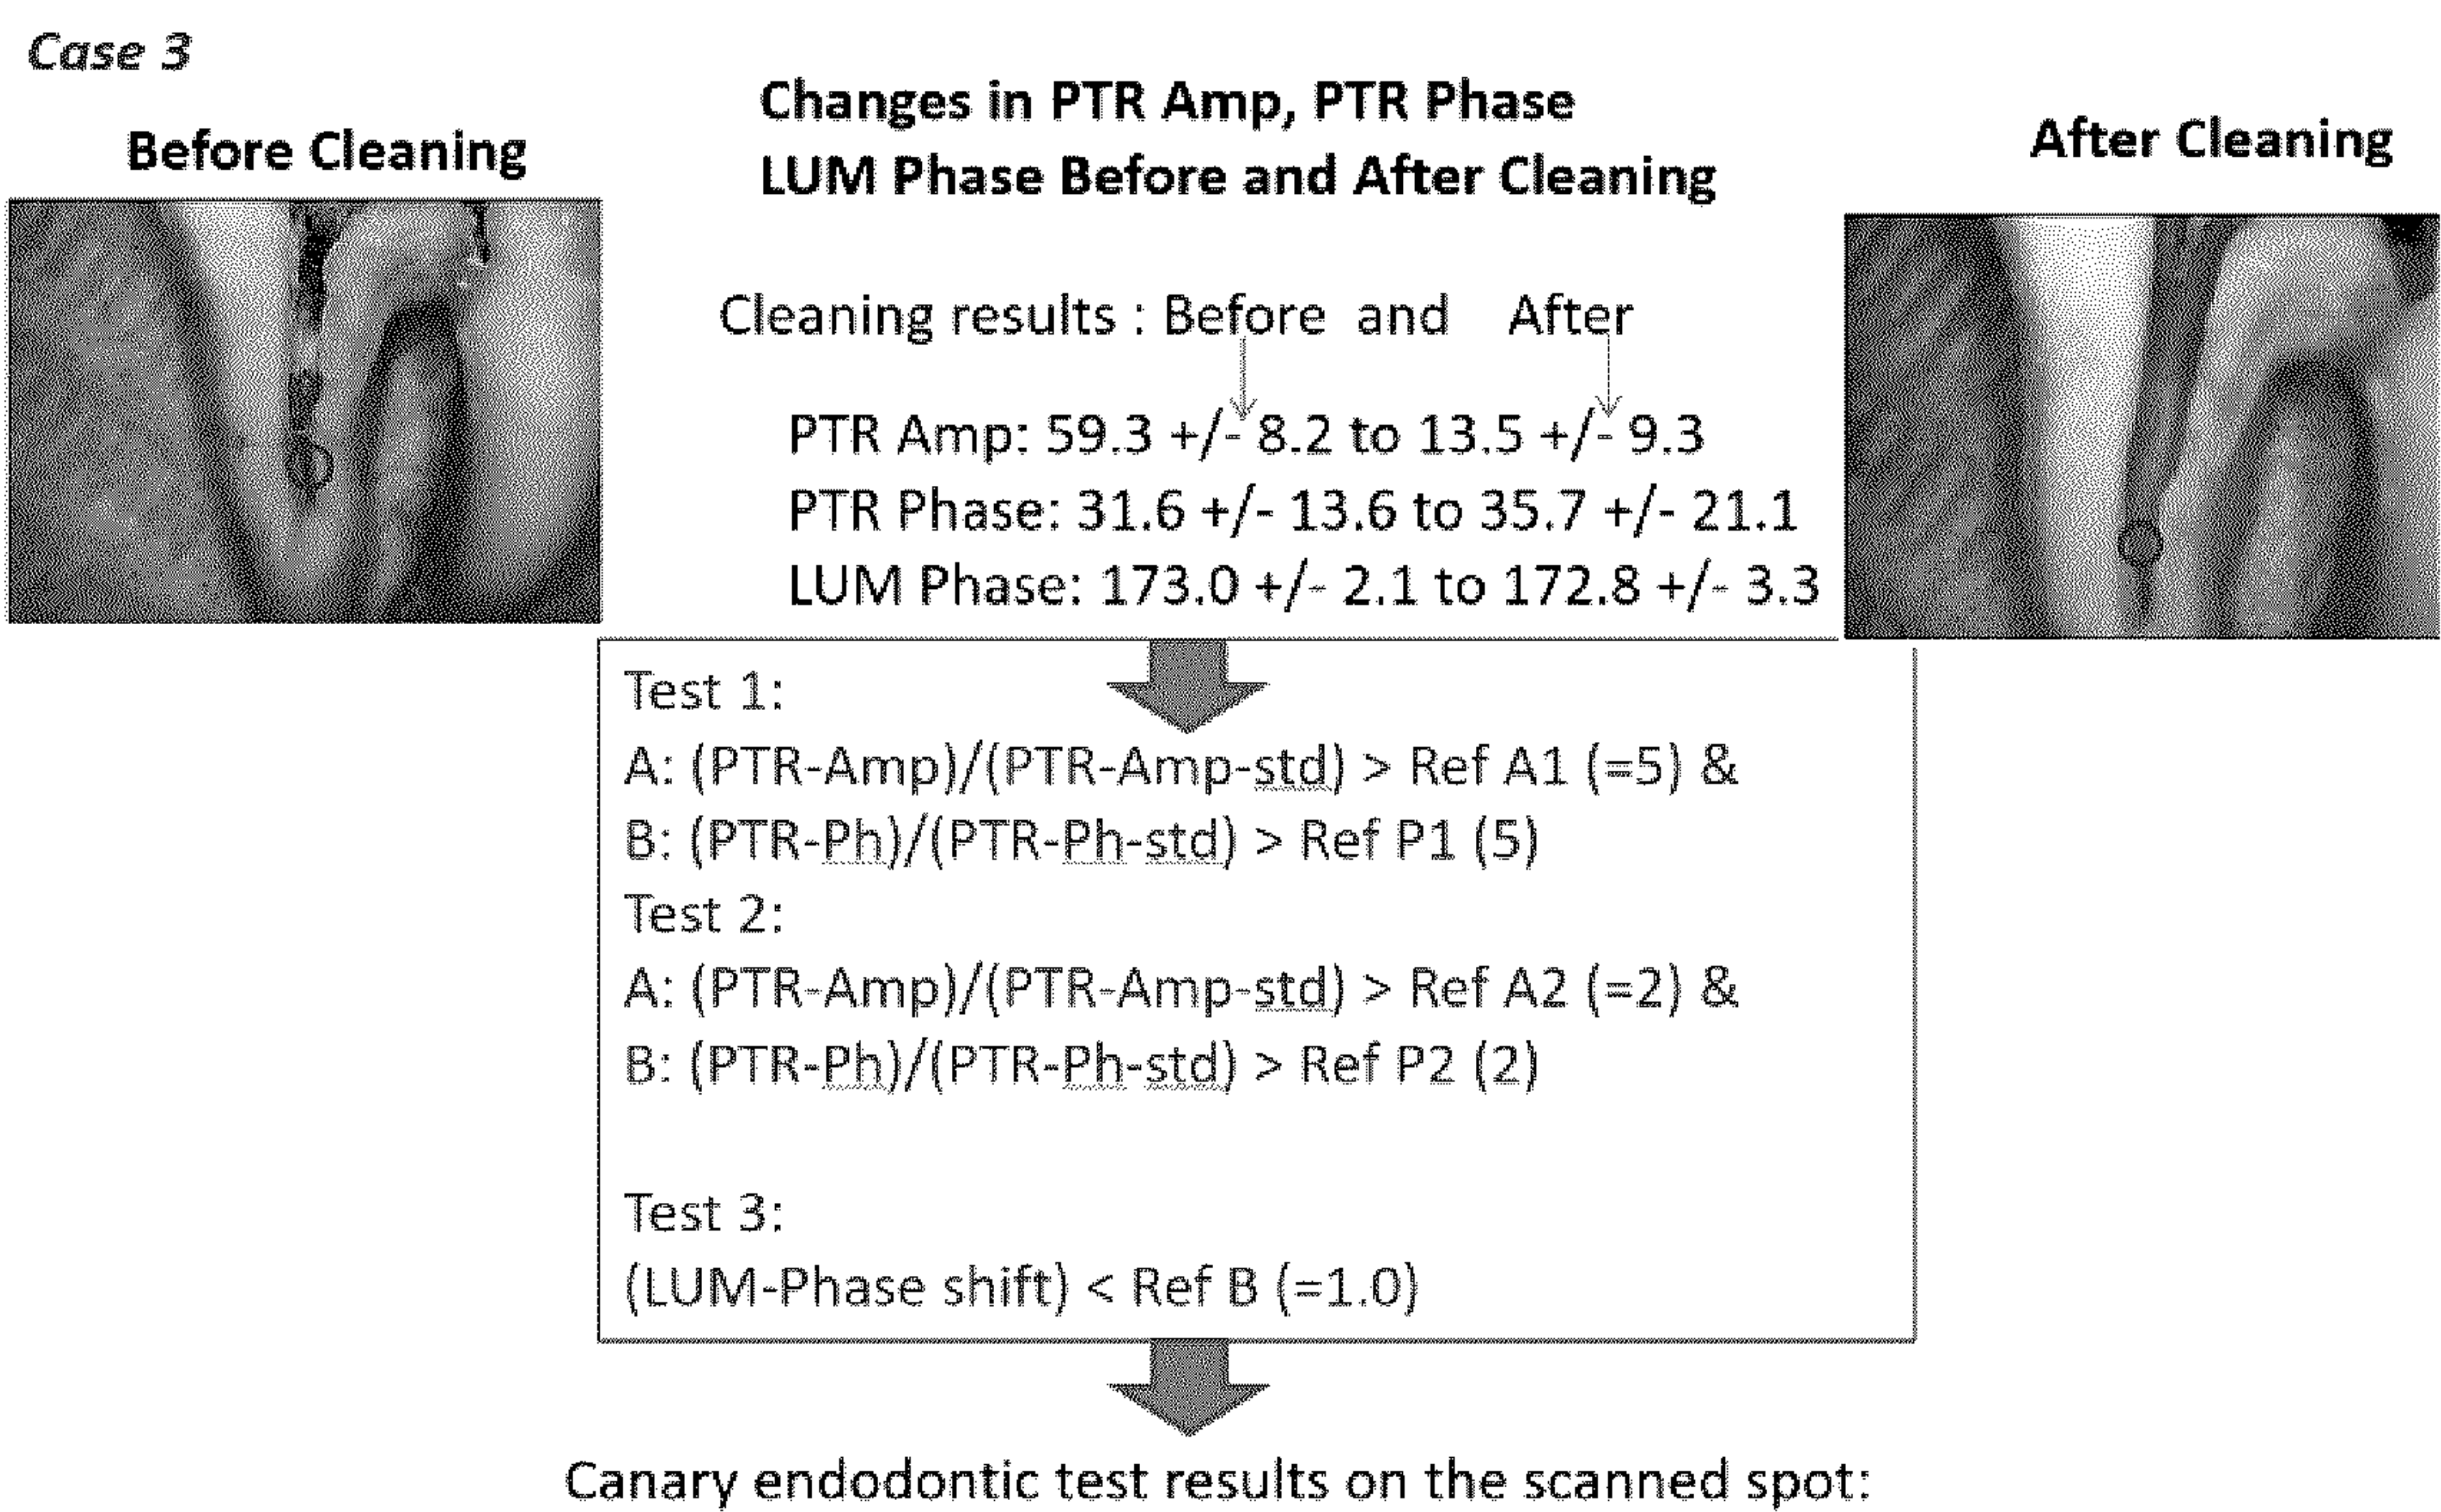 Case 3
Before Cleaning
Changes in PTR Amp, PTR Phase
LUM Phase Before and After Cleaning
After Cleaning
Cleaning results : Before and After
PTR Amp: 59.3 +/- 8.2 to 13.5 +/- 9.3
PTR Phase: 31.6 +/- 13.6 to 35.7 +/- 21.1
LUM Phase: 173.0 +/- 2.1 to 172.8 +/- 3.3
Test 1:
A: (PTR-Amp)/(PTR-Amp-std) > Ref A1 (=5) &
B: (PTR-Ph)/(PTR-Ph-std) > Ref P1 (5)
Test 2:
A: (PTR-Amp)/(PTR-Amp-std) > Ref A2 (=2) &
B: (PTR-Ph)/(PTR-Ph-std) > Ref P2 (2)
Test 3:
(LUM-Phase shift) < Ref B (=1.0)
Canary endodontic test results on the scanned spot: